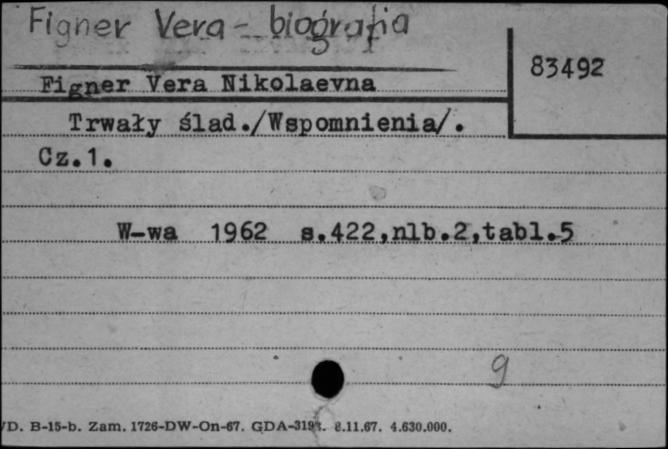 Figner Vera - biografia
83492
Figner Vera Nikolaevna
Trwały ślad./Wspomnienia/.
Cz.1.
W-wa 1962 s.422,nlb.2,tabl.5
9
D. B-15-b. Zam. 1726-DW-On-67. 8.11.67. 4.630.000.